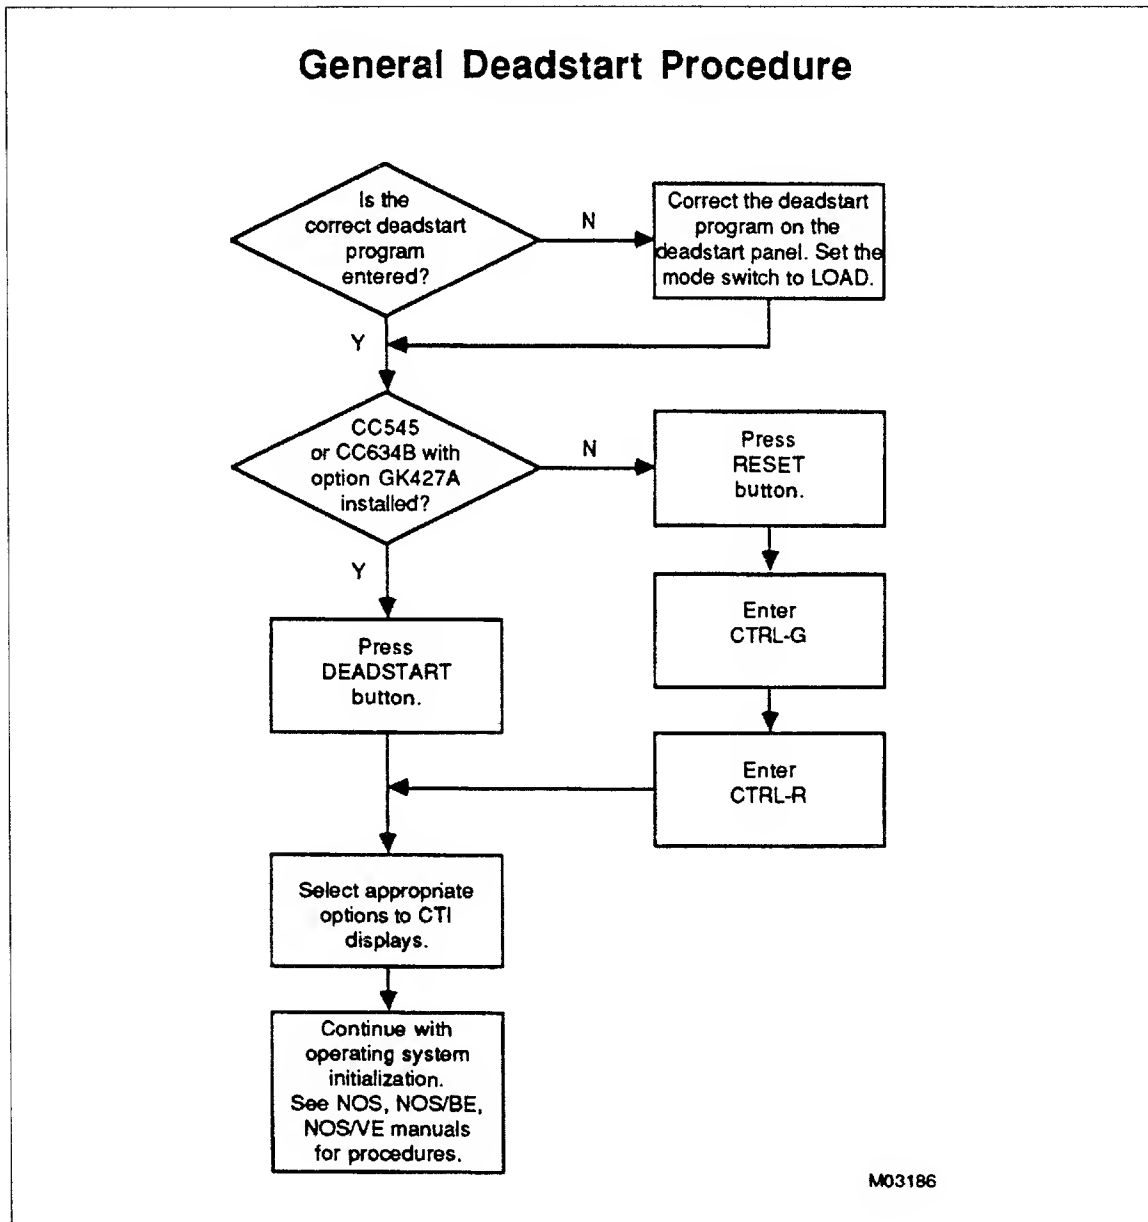 General Deadstart Procedure
Is the
correct deadstart
program
entered?
N
Correct the deadstart
program on the
deadstart panel. Set the
mode switch to LOAD.
Y
CC545
or CC634B with
option GK427A
installed?
N
Press
RESET
button.
Y
Enter
CTRL-G
Press
DEADSTART
button.
Enter
CTRL-R
Select appropriate
options to CTI
displays.
Continue with
operating system
initialization.
See NOS, NOS/BE,
NOS/VE manuals
for procedures.
M03186